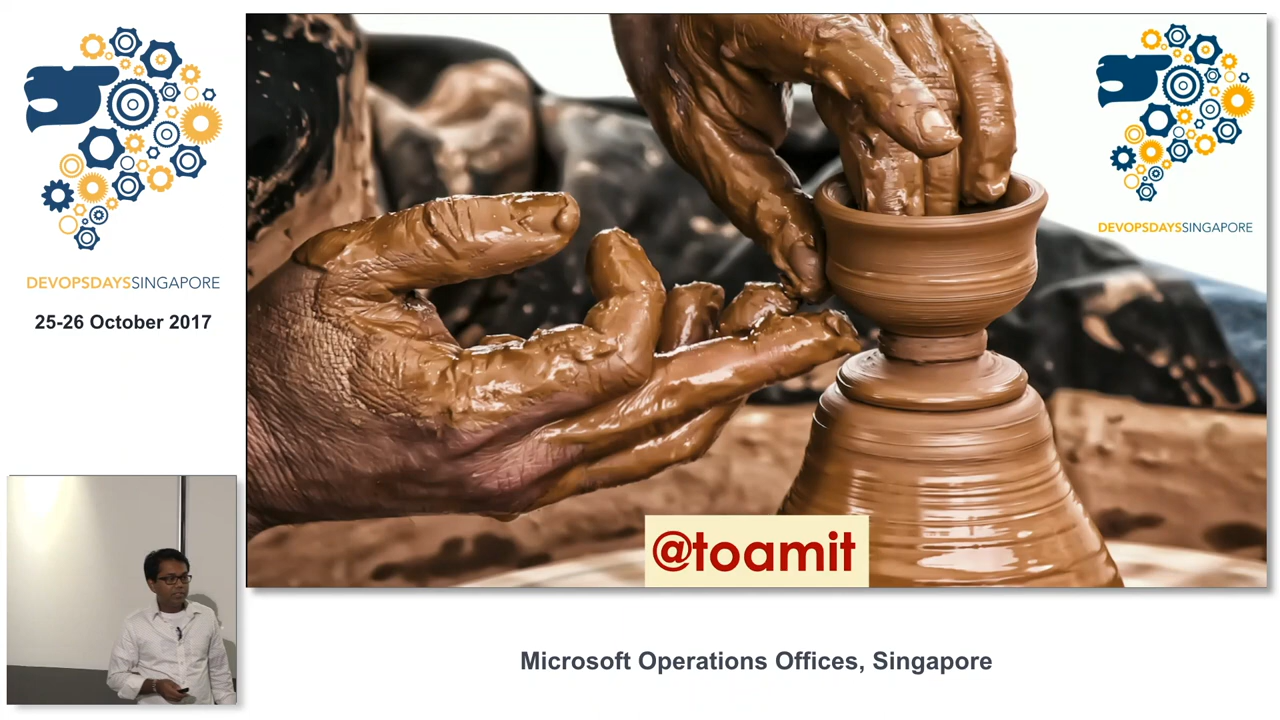 DEVOPSDAYSSINGAPORE
25-26 October 2017
DEVOPSDAYSSINGAPORE
@toamit
Microsoft Operations Offices, Singapore